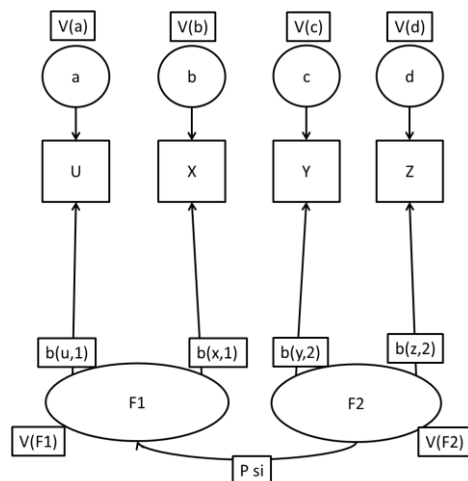 V(a)
V(b)
V(c)
V(d)
a
b
c
d
U
X
Y
Z
b(u,1)
b(x,1)
b(y,2)
b(z,2)
F1
F2
V(F1)
V(F2)
P si